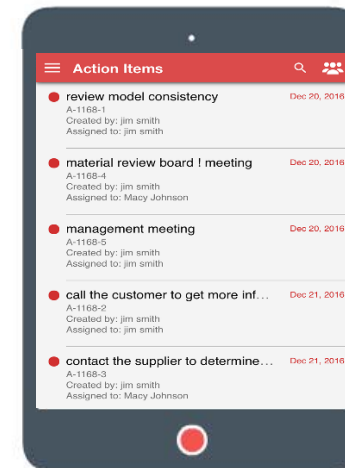 Action Items
review model consistency Dec 20, 2016
A-1168-1
Created by: jim smith
Assigned to: jim smith
material review board ! meeting Dec 20, 2016
A-1168-4
Created by: jim smith
Assigned to: Macy Johnson
management meeting Dec 20, 2016
A-1168-5
Created by: jim smith
Assigned to: jim smith
call the customer to get more inf... Dec 21, 2016
A-1168-2
Created by: jim smith
Assigned to: jim smith
contact the supplier to determine... Dec 21, 2016
A-1168-3
Created by: jim smith
Assigned to: Macy Johnson